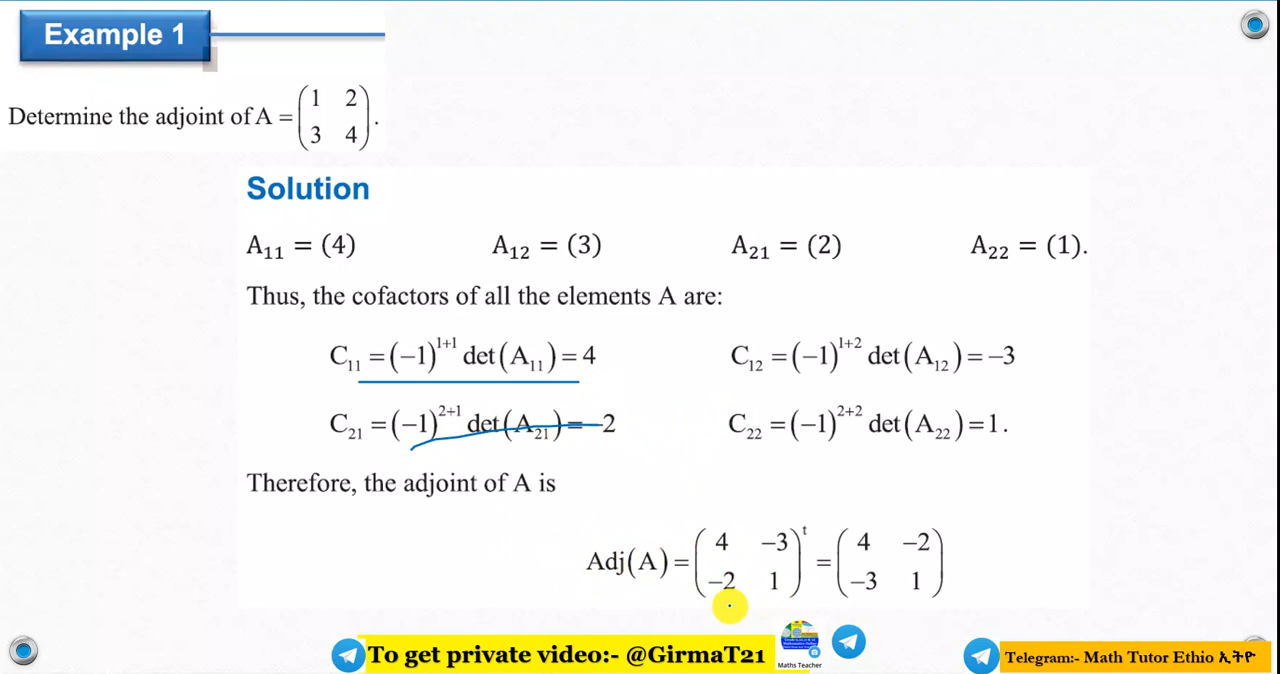 Example 1
Determine the adjoint of A = (1 2
3 4).
Solution
A₁₁ = (4) A₁₂ = (3) A₂₁ = (2) A₂₂ = (1).
Thus, the cofactors of all the elements A are:
C₁₁ = (−1)¹⁺¹ det(A₁₁) = 4 C₁₂ = (−1)¹⁺² det(A₁₂) = −3
C₂₁ = (−1)²⁺¹ det(A₂₁) = −2 C₂₂ = (−1)²⁺² det(A₂₂) = 1.
Therefore, the adjoint of A is
Adj(A) = (4 −3
−2 1)ᵗ = (4 −2
−3 1)
To get private video:- @GirmaT21
Maths Teacher
Telegram:- Math Tutor Ethio ኢትዮ